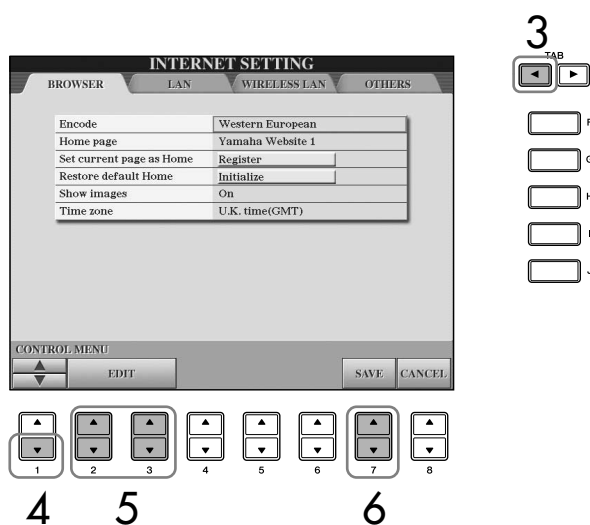 3
TAB
INTERNET SETTING
BROWSER LAN WIRELESS LAN OTHERS
Encode Western European
Home page Yamaha Website 1
Set current page as Home Register
Restore default Home Initialize
Show images On
Time zone U.K. time(GMT)
CONTROL MENU
EDIT SAVE CANCEL
1 2 3 4 5 6 7 8
4 5 6